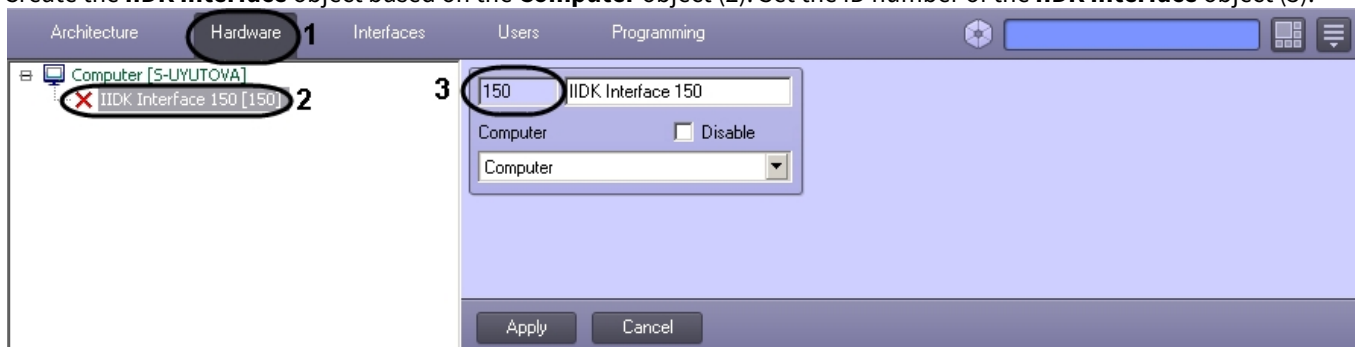 Create the IIDK Interface object based on the Computer object (2). Set the ID number of the IIDK Interface object (3).
Architecture Hardware 1 Interfaces Users Programming
Computer [S-UYUTOVA]
IIDK Interface 150 [150] 2
3 150 IIDK Interface 150
Computer Disable
Computer
Apply Cancel